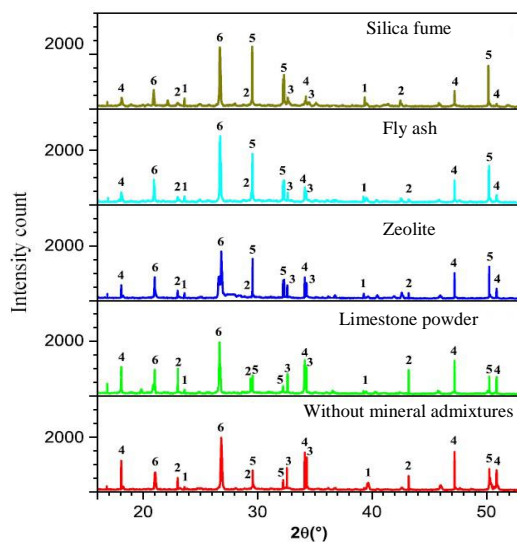 Silica fume
2000
4 6 2 1 6 2 5 5 3 4 3 1 2 4 5 4
Fly ash
2000
4 6 2 1 6 2 5 5 3 4 3 1 2 4 5 4
Zeolite
2000
4 6 2 1 6 2 5 5 3 4 3 1 2 4 5 4
Limestone powder
2000
4 6 2 1 6 2 5 5 3 4 3 1 2 4 5 4
Without mineral admixtures
2000
4 6 2 1 6 2 5 5 3 4 3 1 2 4 5 4
20 30 40 50
2θ(°)
Intensity count